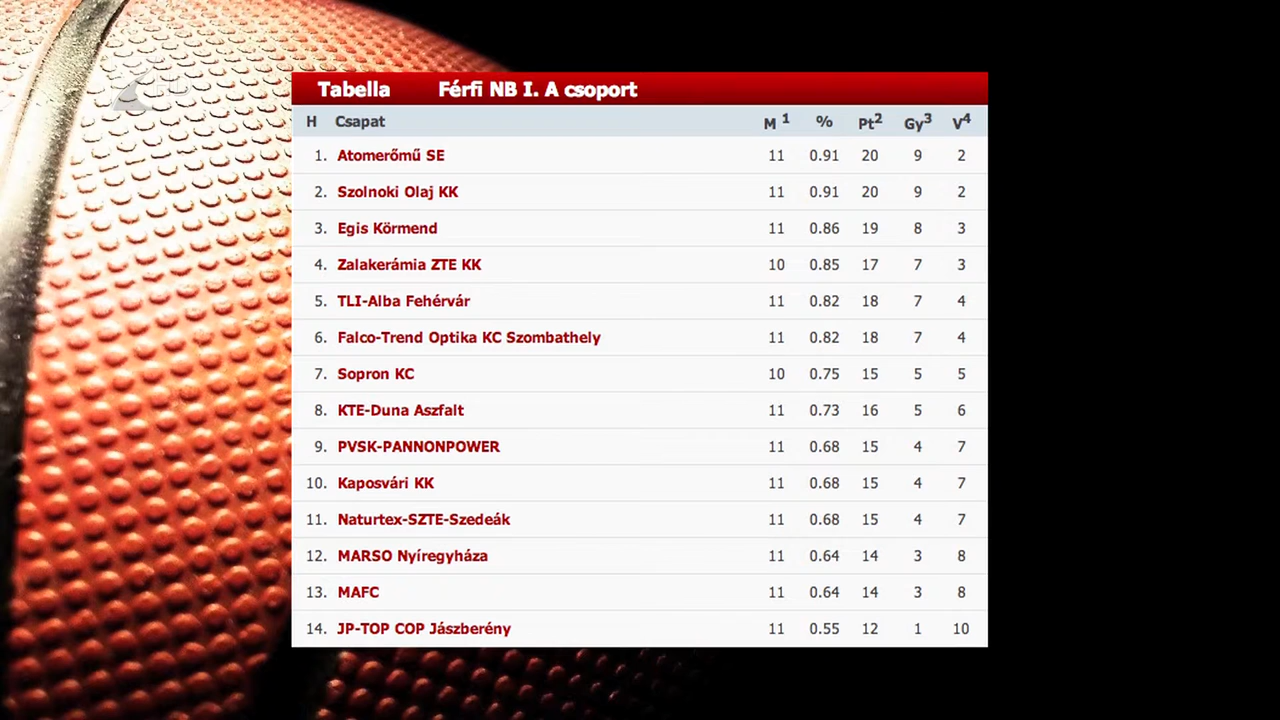 Tabella Férfi NB I. A csoport
H Csapat M 1 % Pt2 Gy3 V4
1. Atomerőmű SE 11 0.91 20 9 2
2. Szolnoki Olaj KK 11 0.91 20 9 2
3. Egis Körmend 11 0.86 19 8 3
4. Zalakerámia ZTE KK 10 0.85 17 7 3
5. TLI-Alba Fehérvár 11 0.82 18 7 4
6. Falco-Trend Optika KC Szombathely 11 0.82 18 7 4
7. Sopron KC 10 0.75 15 5 5
8. KTE-Duna Aszfalt 11 0.73 16 5 6
9. PVSK-PANNONPOWER 11 0.68 15 4 7
10. Kaposvári KK 11 0.68 15 4 7
11. Naturtex-SZTE-Szedeák 11 0.68 15 4 7
12. MARSO Nyíregyháza 11 0.64 14 3 8
13. MAFC 11 0.64 14 3 8
14. JP-TOP COP Jászberény 11 0.55 12 1 10